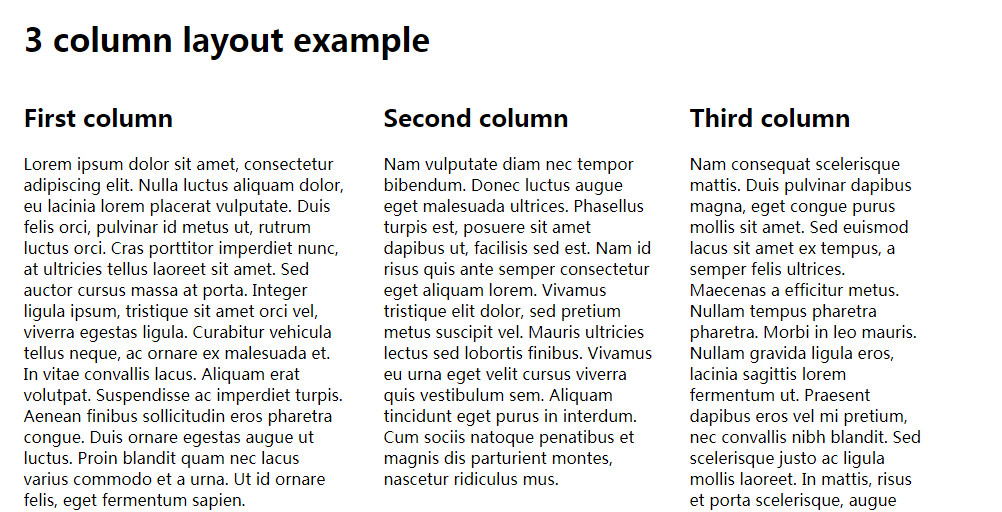 3 column layout example
First column
Lorem ipsum dolor sit amet, consectetur
adipiscing elit. Nulla luctus aliquam dolor,
eu lacinia lorem placerat vulputate. Duis
felis orci, pulvinar id metus ut, rutrum
luctus orci. Cras porttitor imperdiet nunc,
at ultricies tellus laoreet sit amet. Sed
auctor cursus massa at porta. Integer
ligula ipsum, tristique sit amet orci vel,
viverra egestas ligula. Curabitur vehicula
tellus neque, ac ornare ex malesuada et.
In vitae convallis lacus. Aliquam erat
volutpat. Suspendisse ac imperdiet turpis.
Aenean finibus sollicitudin eros pharetra
congue. Duis ornare egestas augue ut
luctus. Proin blandit quam nec lacus
varius commodo et a urna. Ut id ornare
felis, eget fermentum sapien.
Second column
Nam vulputate diam nec tempor
bibendum. Donec luctus augue
eget malesuada ultrices. Phasellus
turpis est, posuere sit amet
dapibus ut, facilisis sed est. Nam id
risus quis ante semper consectetur
eget aliquam lorem. Vivamus
tristique elit dolor, sed pretium
metus suscipit vel. Mauris ultricies
lectus sed lobortis finibus. Vivamus
eu urna eget velit cursus viverra
quis vestibulum sem. Aliquam
tincidunt eget purus in interdum.
Cum sociis natoque penatibus et
magnis dis parturient montes,
nascetur ridiculus mus.
Third column
Nam consequat scelerisque
mattis. Duis pulvinar dapibus
magna, eget congue purus
mollis sit amet. Sed euismod
lacus sit amet ex tempus, a
semper felis ultrices.
Maecenas a efficitur metus.
Nullam tempus pharetra
pharetra. Morbi in leo mauris.
Nullam gravida ligula eros,
lacinia sagittis lorem
fermentum ut. Praesent
dapibus eros vel mi pretium,
nec convallis nibh blandit. Sed
scelerisque justo ac ligula
mollis laoreet. In mattis, risus
et porta scelerisque, augue